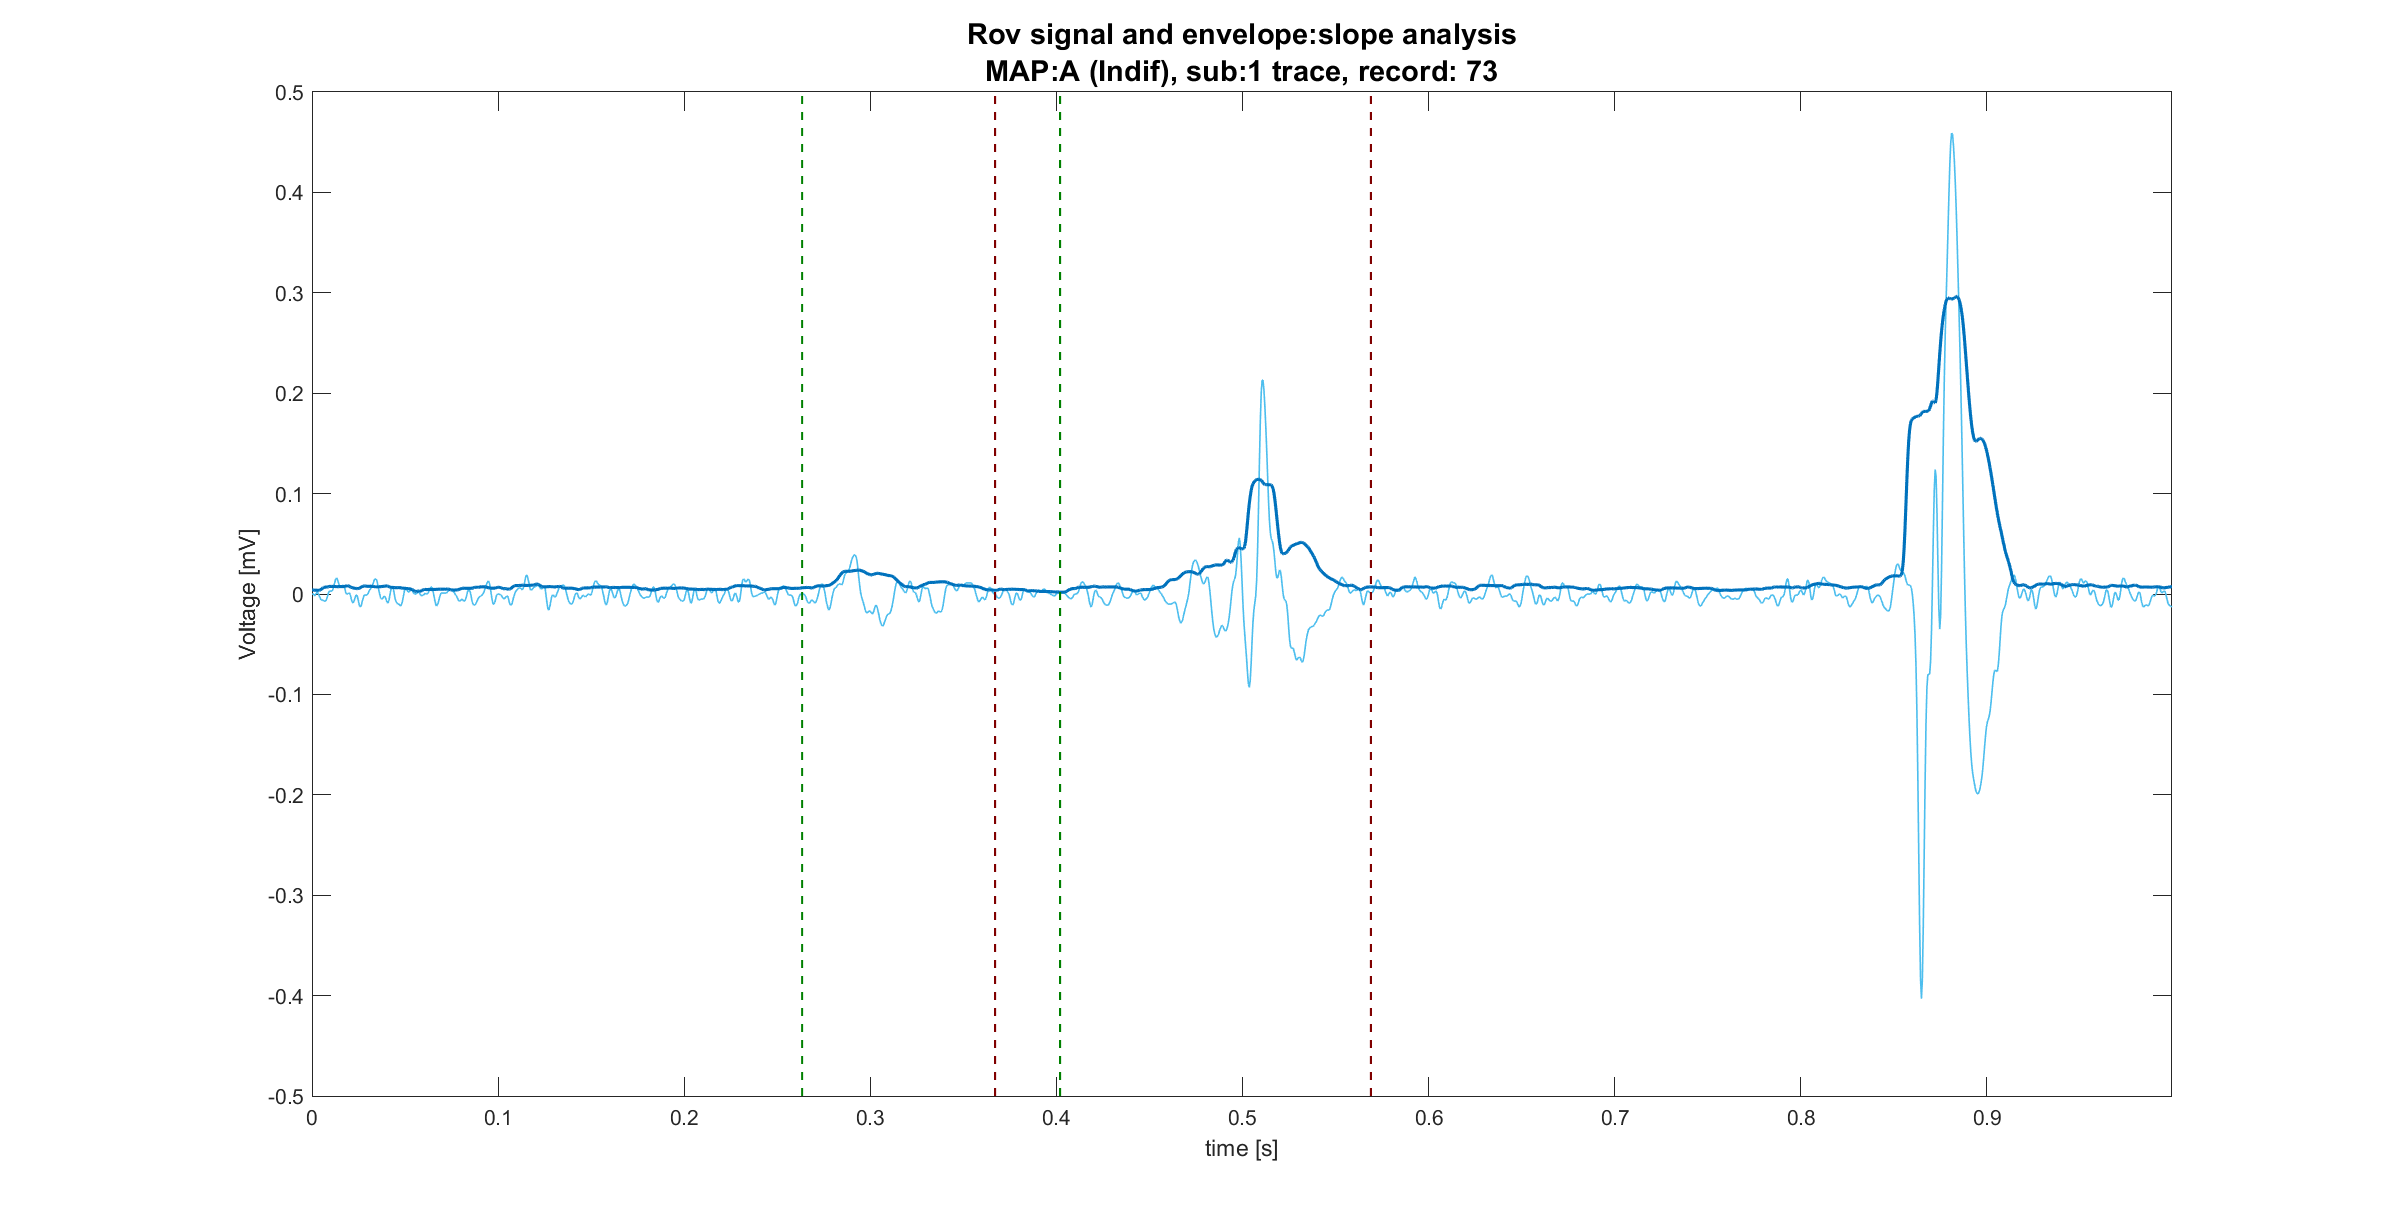 Rov signal and envelope:slope analysis
MAP:A (Indif), sub:1 trace, record: 73
0.5
0.4
0.3
0.2
0.1
0
-0.1
-0.2
-0.3
-0.4
-0.5
Voltage [mV]
0 0.1 0.2 0.3 0.4 0.5 0.6 0.7 0.8 0.9
time [s]